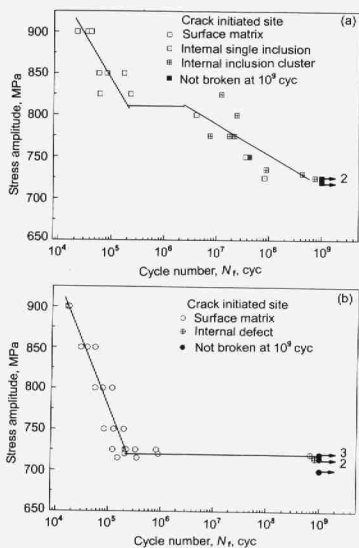 (a)
Crack initiated site
Surface matrix
Internal single inclusion
Internal inclusion cluster
Not broken at 10⁹ cyc
900
850
800
750
700
650
Stress amplitude, MPa
2
10⁴ 10⁵ 10⁶ 10⁷ 10⁸ 10⁹
Cycle number, Nf, cyc
(b)
Crack initiated site
Surface matrix
Internal defect
Not broken at 10⁹ cyc
900
850
800
750
700
650
Stress amplitude, MPa
3
2
10⁴ 10⁵ 10⁶ 10⁷ 10⁸ 10⁹
Cycle number, Nf, cyc